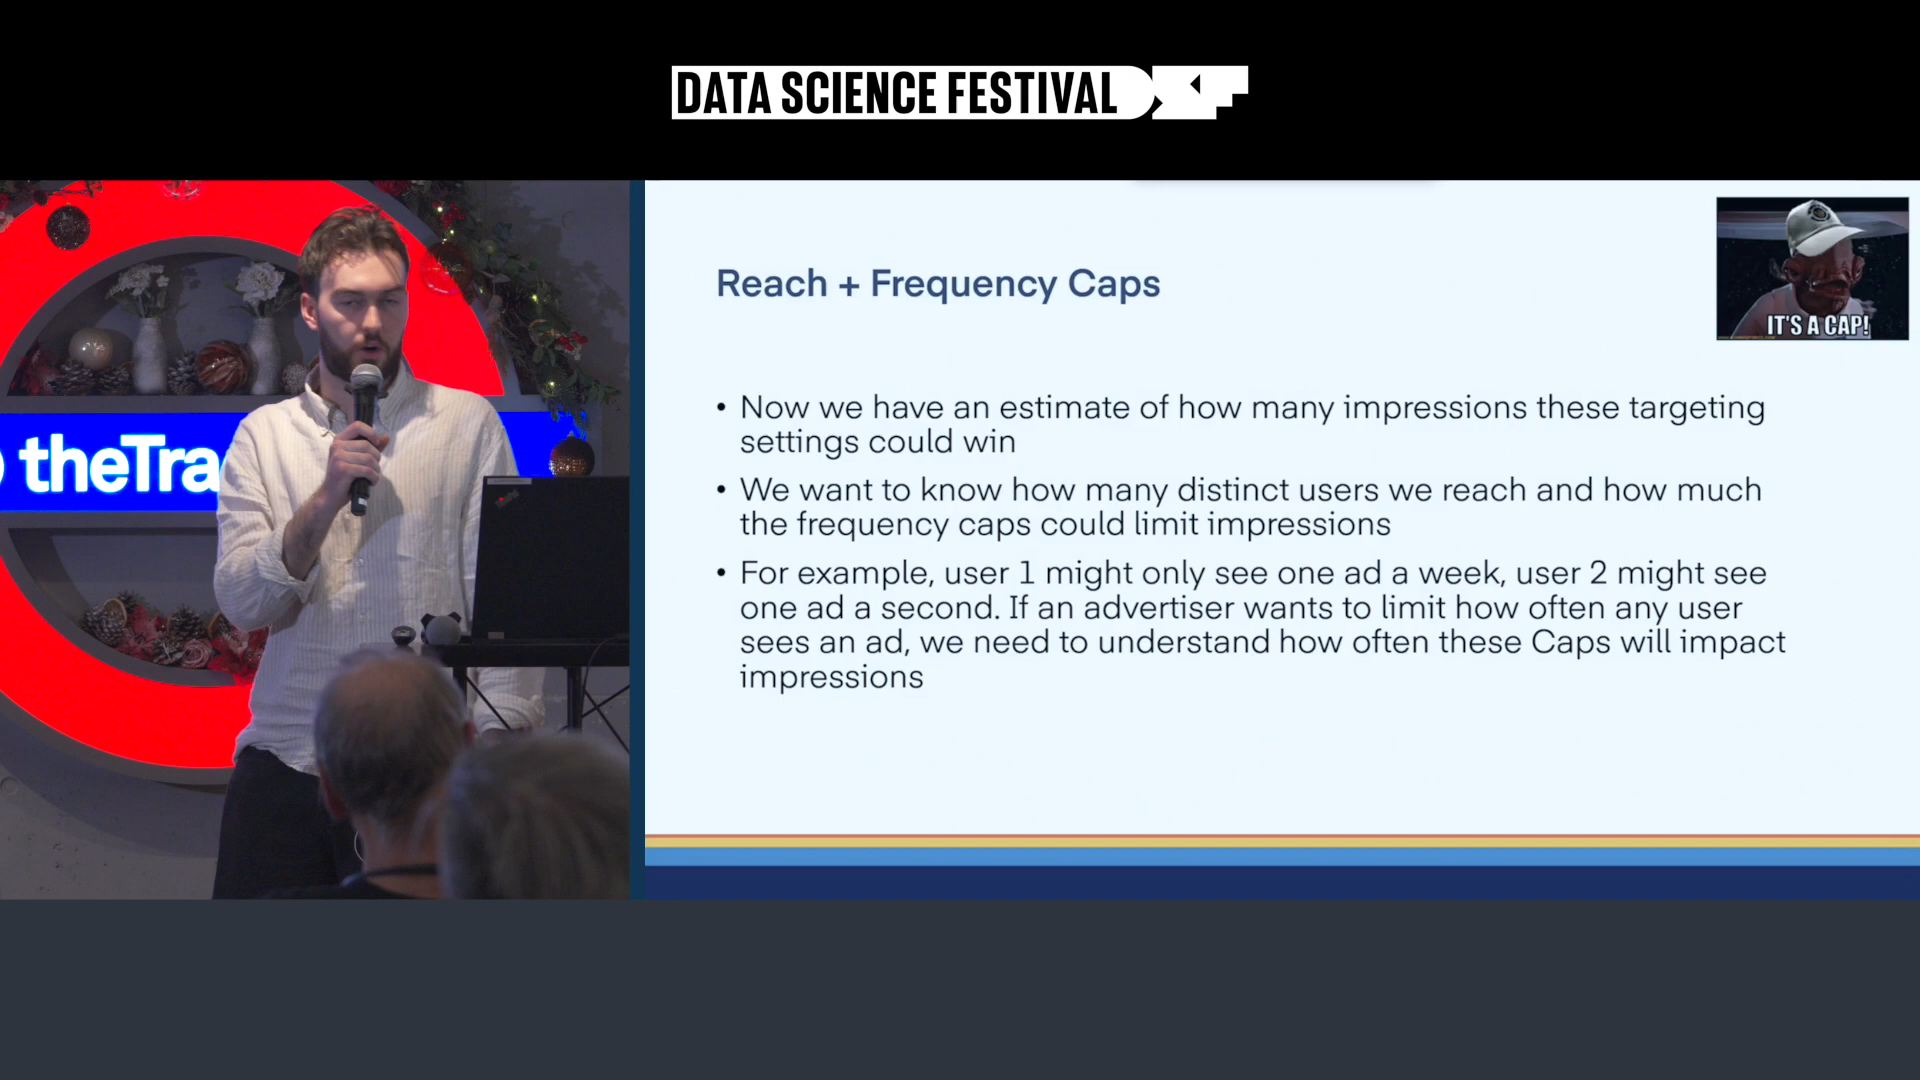 DATA SCIENCE FESTIVAL
theTra
Reach + Frequency Caps
IT'S A CAP!
• Now we have an estimate of how many impressions these targeting
settings could win
• We want to know how many distinct users we reach and how much
the frequency caps could limit impressions
• For example, user 1 might only see one ad a week, user 2 might see
one ad a second. If an advertiser wants to limit how often any user
sees an ad, we need to understand how often these Caps will impact
impressions